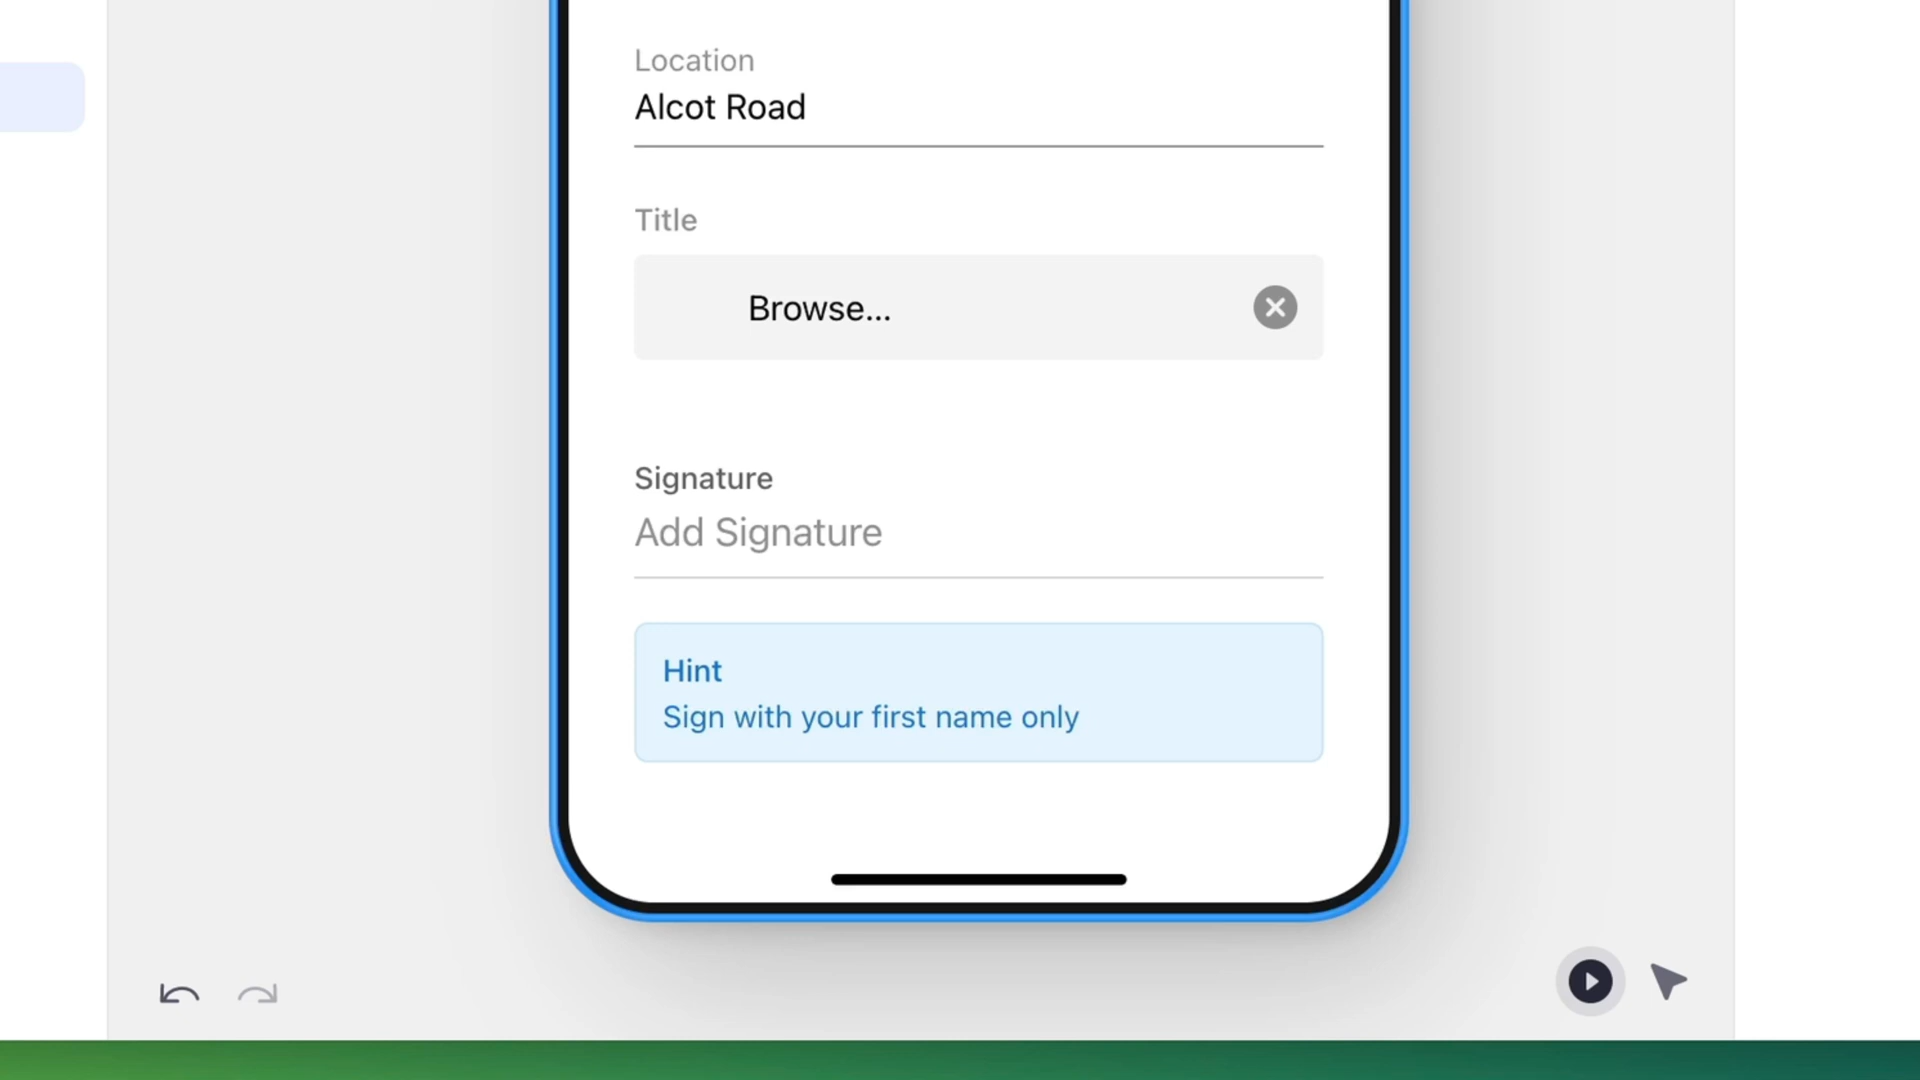 Location
Alcot Road
Title
Browse...
Signature
Add Signature
Hint
Sign with your first name only